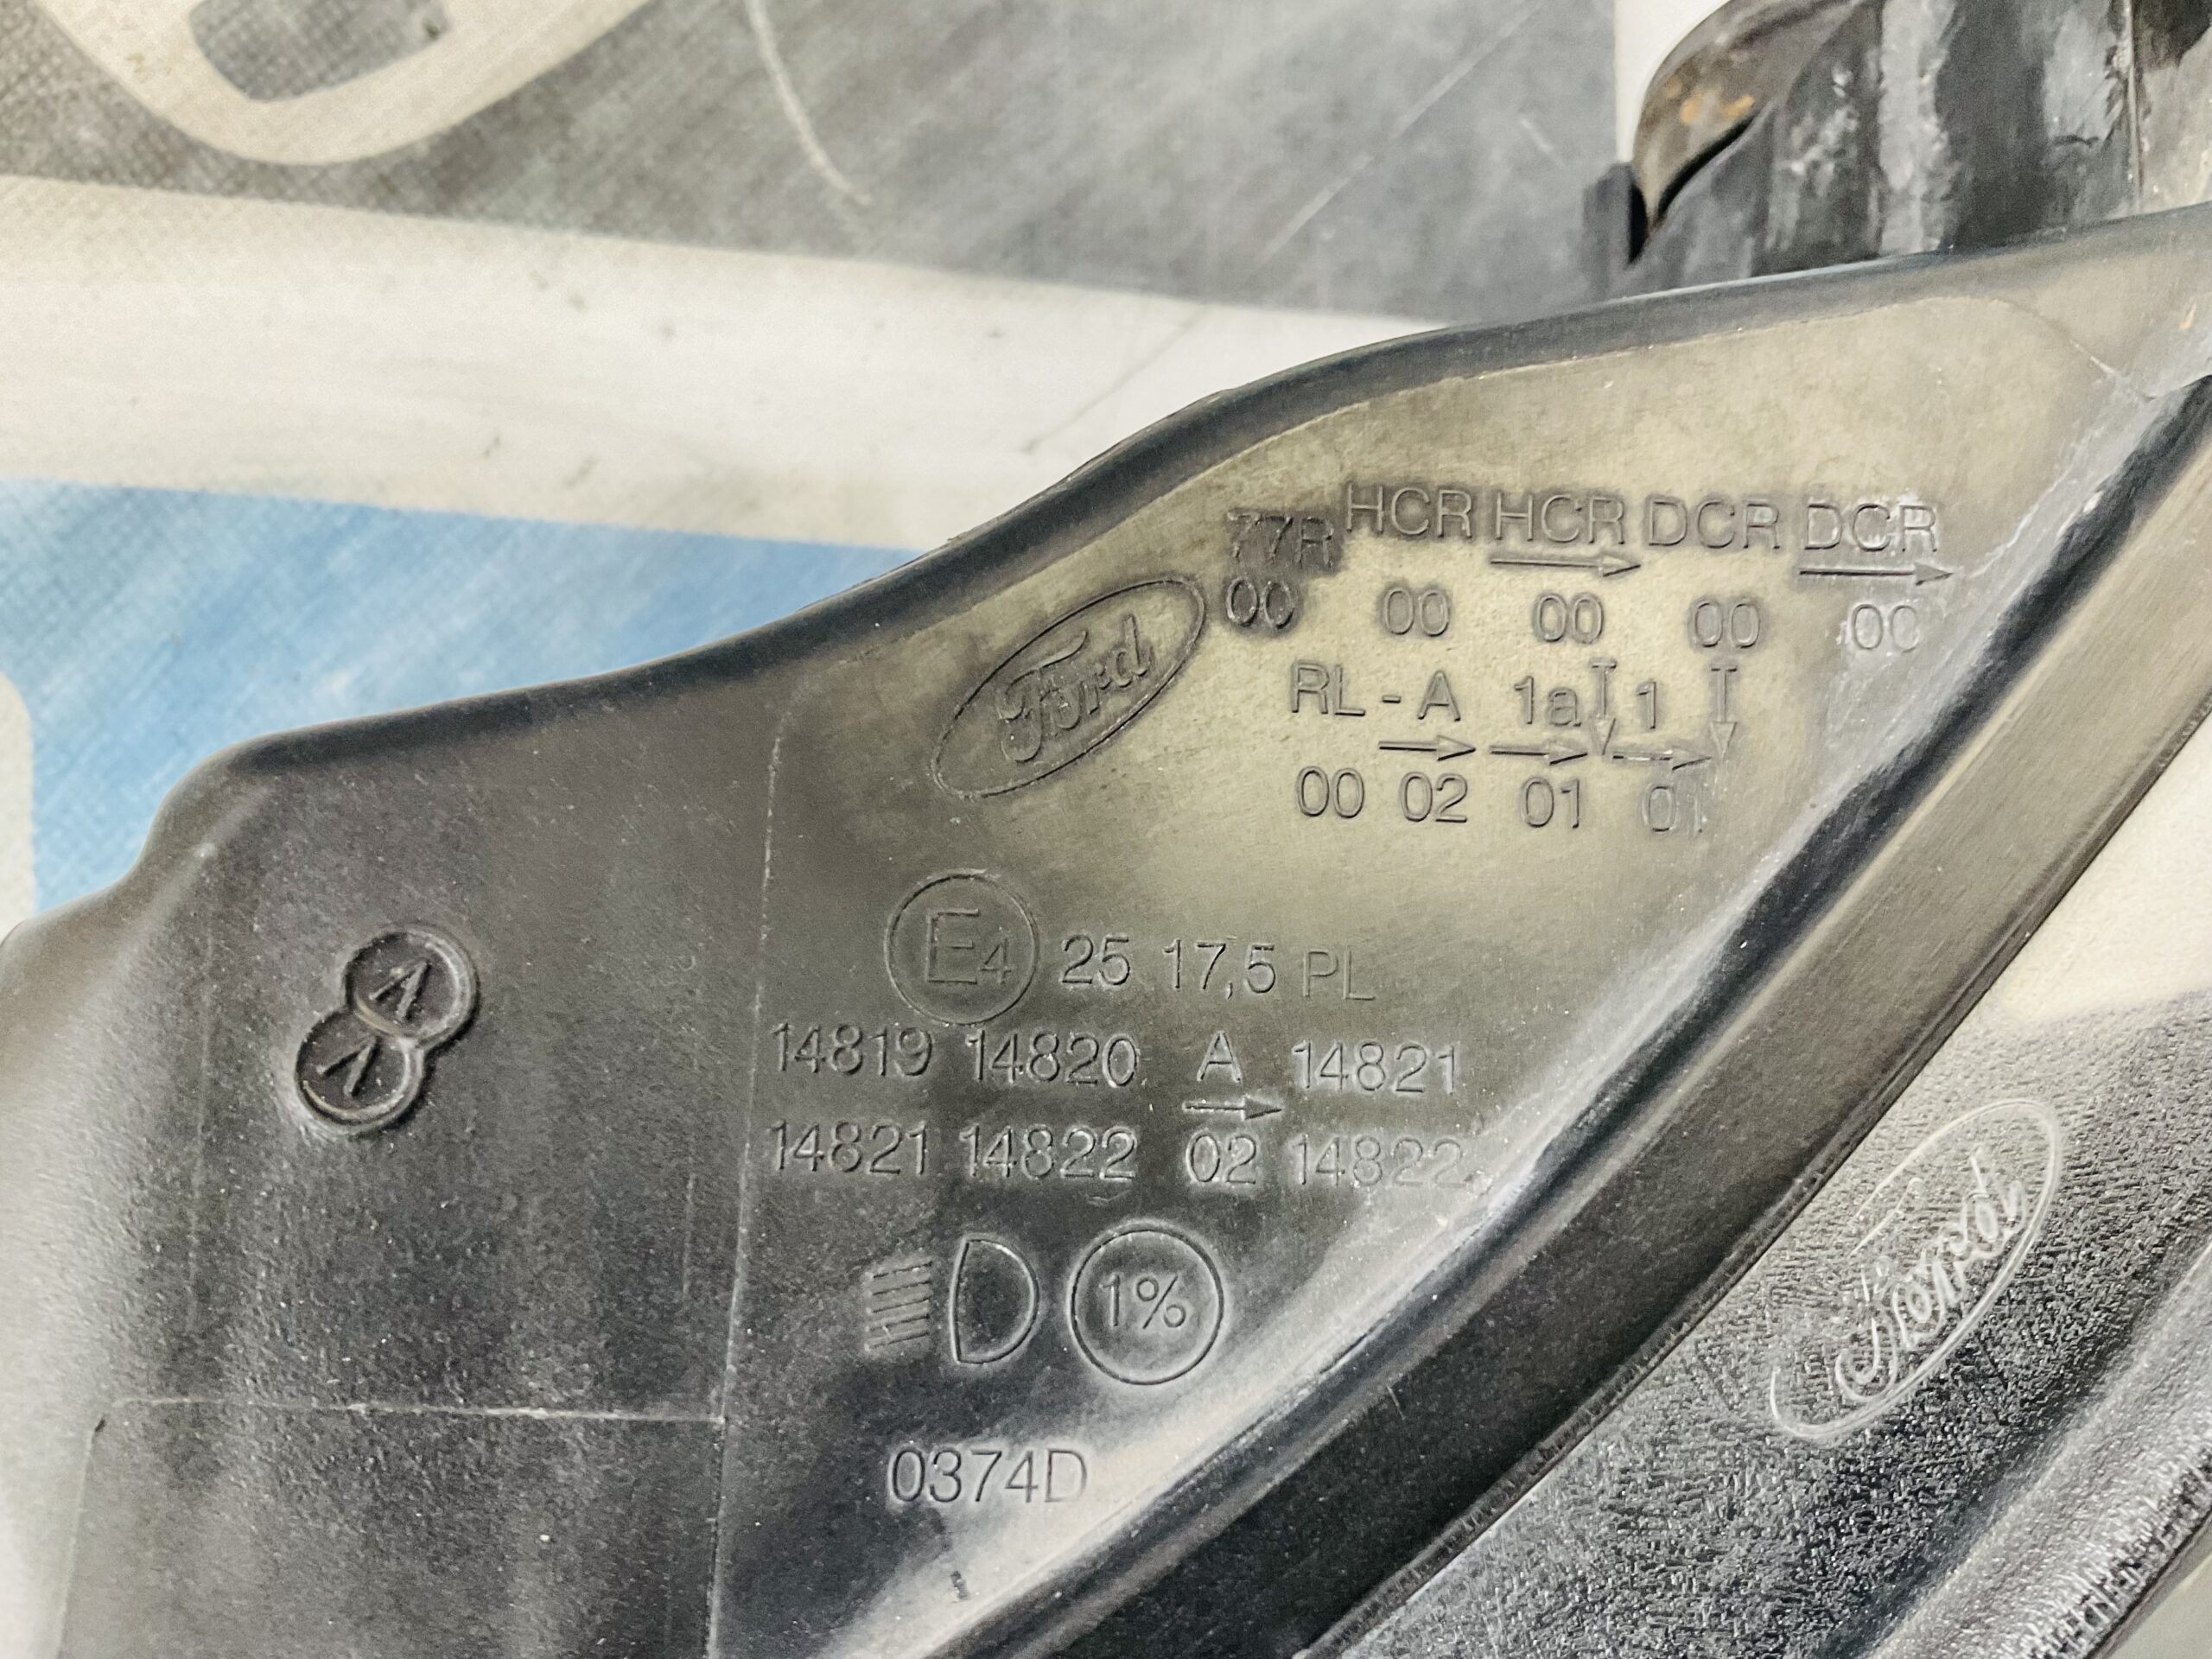 77R HCR HCR DCR DCR
00 00 00 00 00
Ford
RL-A 1a 1
00 02 01 01
E4 25 17,5 PL
14819 14820 A 14821
14821 14822 02 14822
1%
0374D
Ford